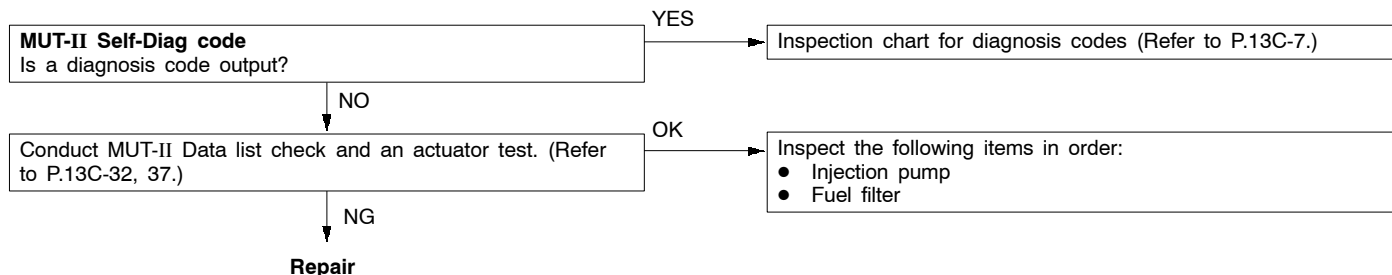 MUT-II Self-Diag code
Is a diagnosis code output?
YES
Inspection chart for diagnosis codes (Refer to P.13C-7.)
NO
Conduct MUT-II Data list check and an actuator test. (Refer
to P.13C-32, 37.)
OK
Inspect the following items in order:
● Injection pump
● Fuel filter
NG
Repair